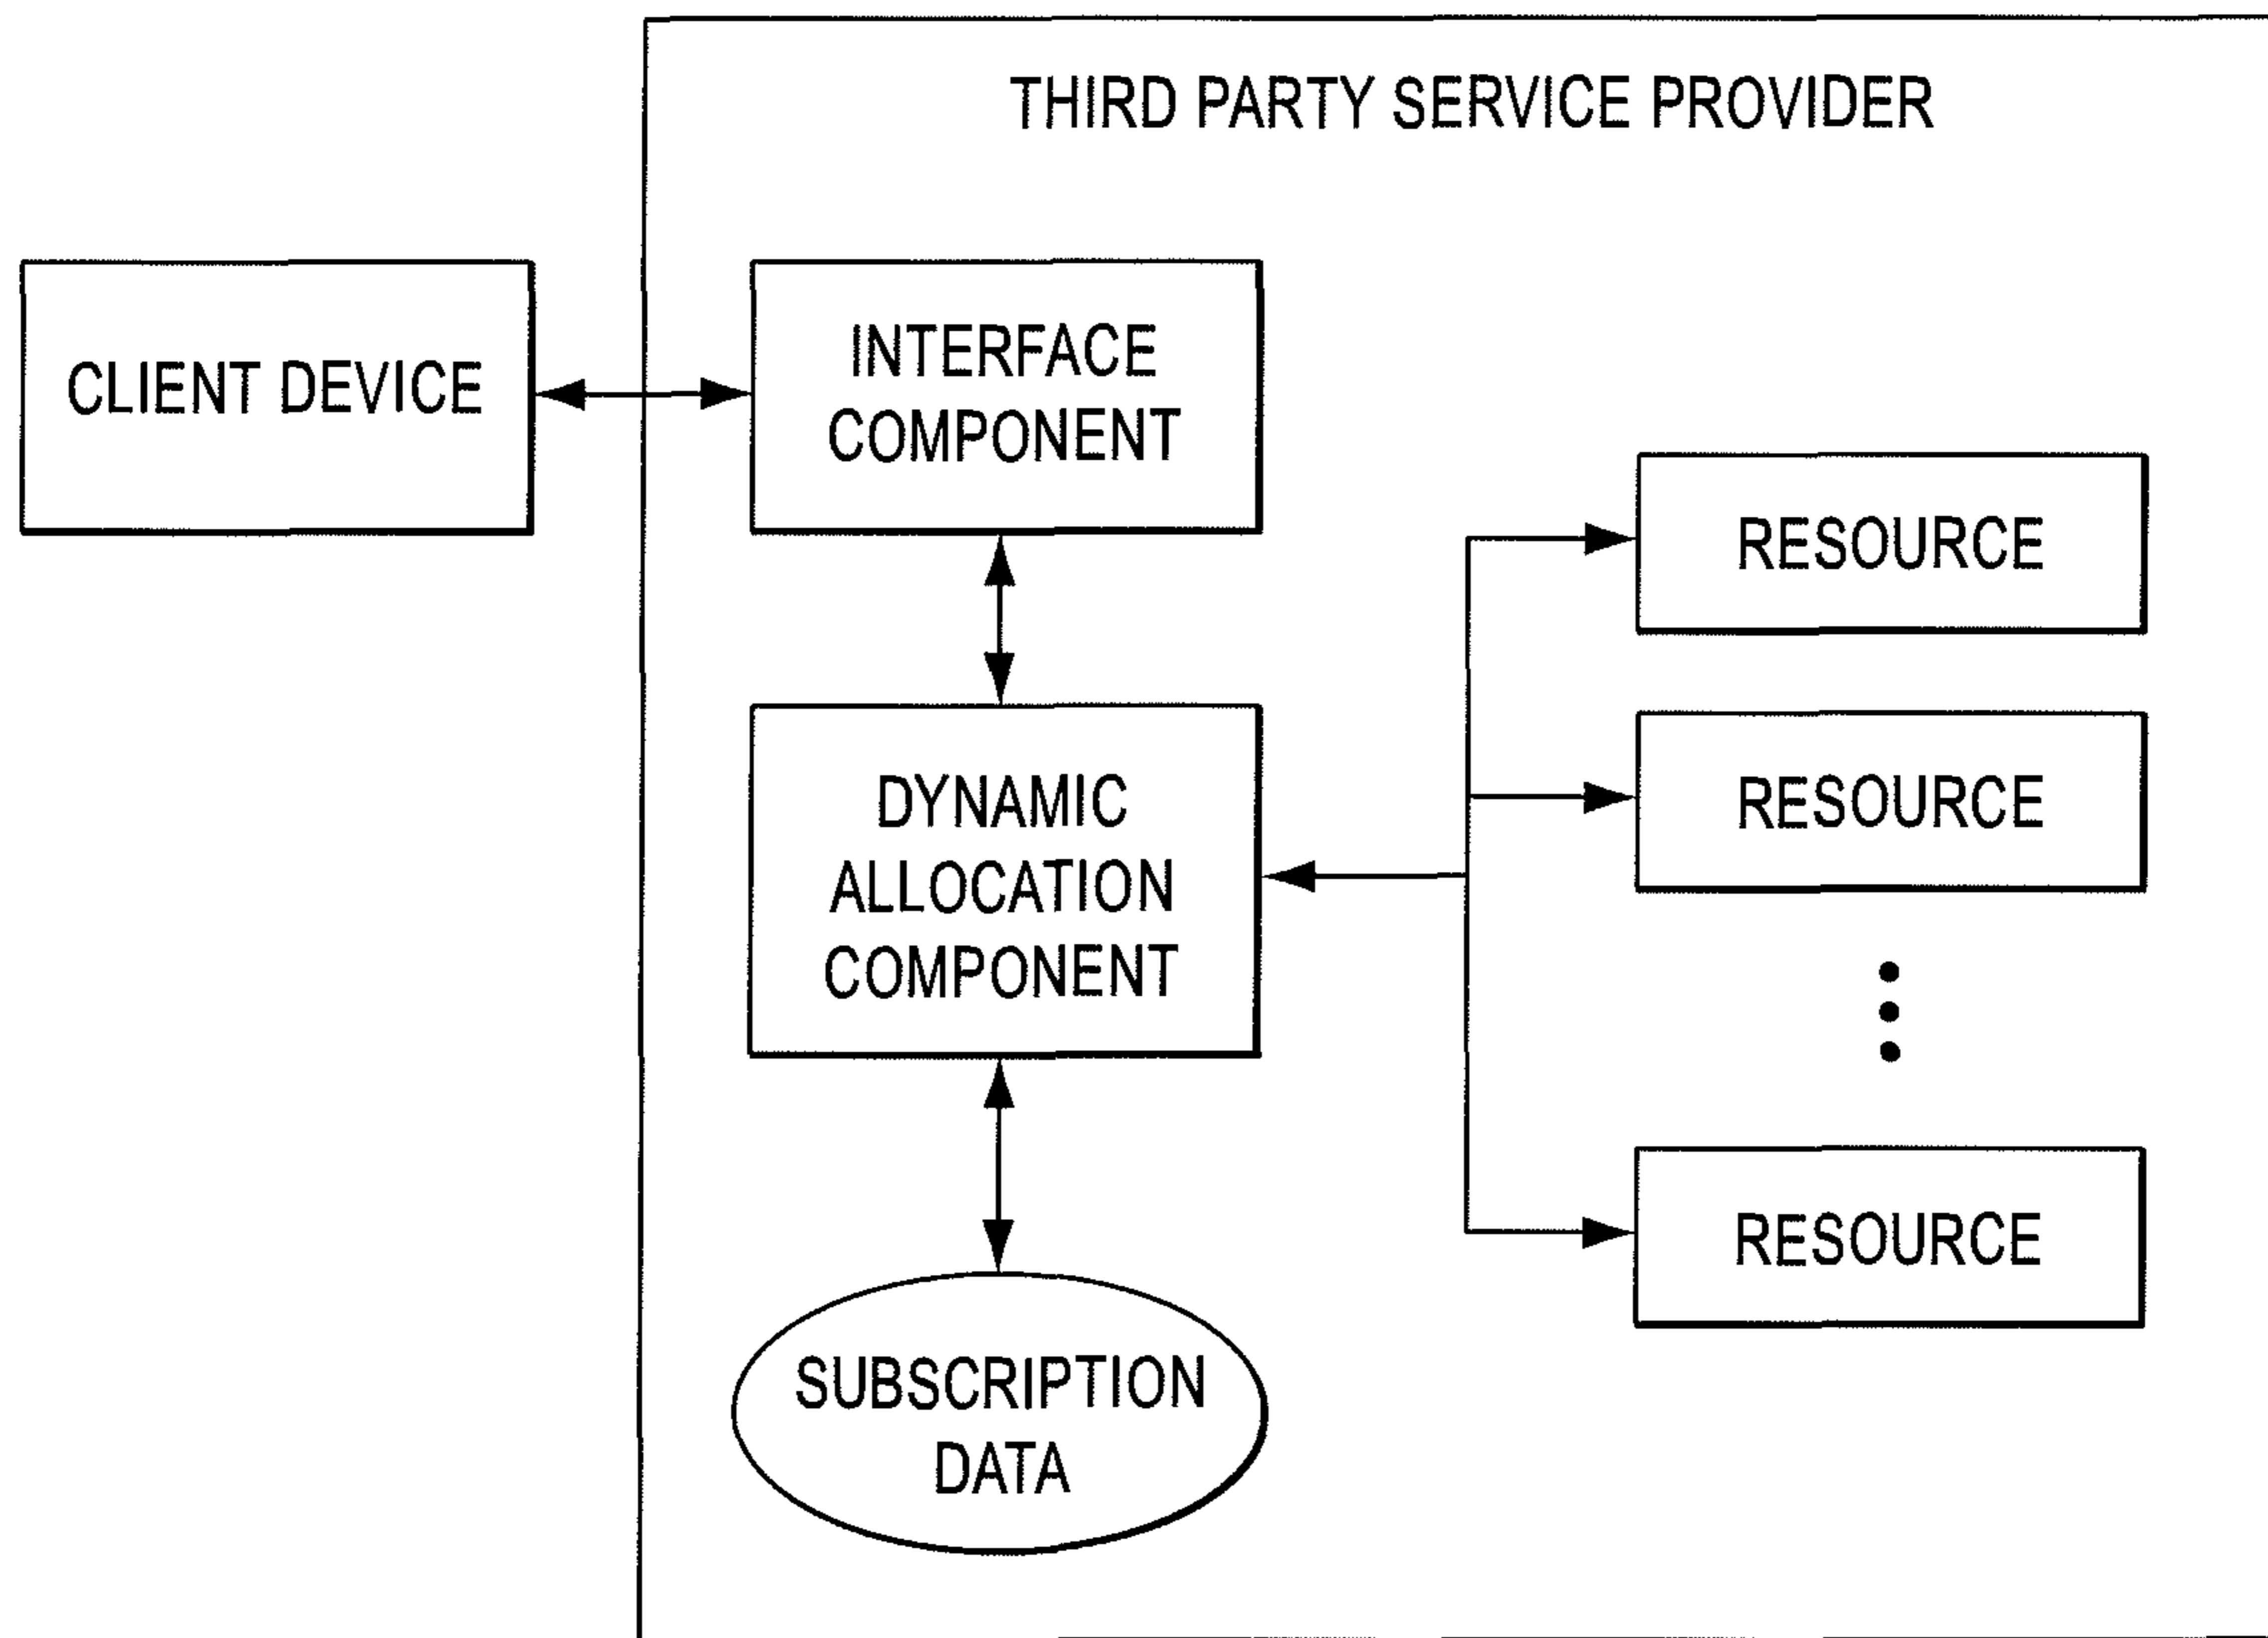 THIRD PARTY SERVICE PROVIDER
CLIENT DEVICE
INTERFACE
COMPONENT
RESOURCE
DYNAMIC
ALLOCATION
COMPONENT
RESOURCE
RESOURCE
SUBSCRIPTION
DATA